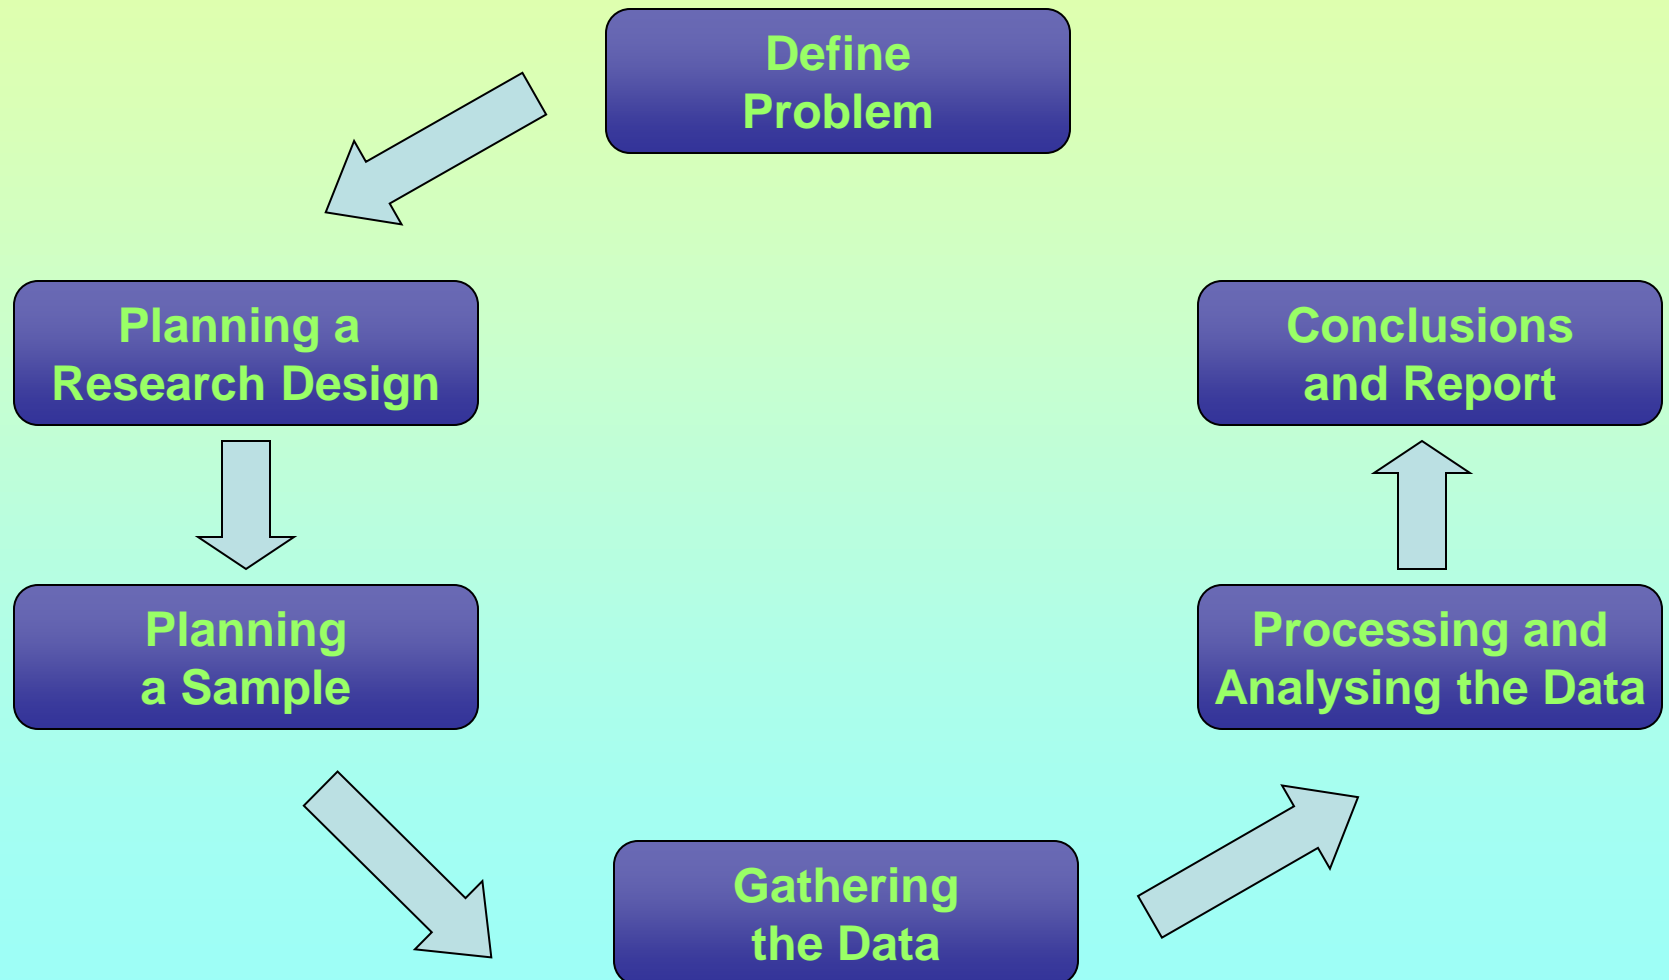 Define
Problem
Planning a
Research Design
Conclusions
and Report
Planning
a Sample
Processing and
Analysing the Data
Gathering
the Data